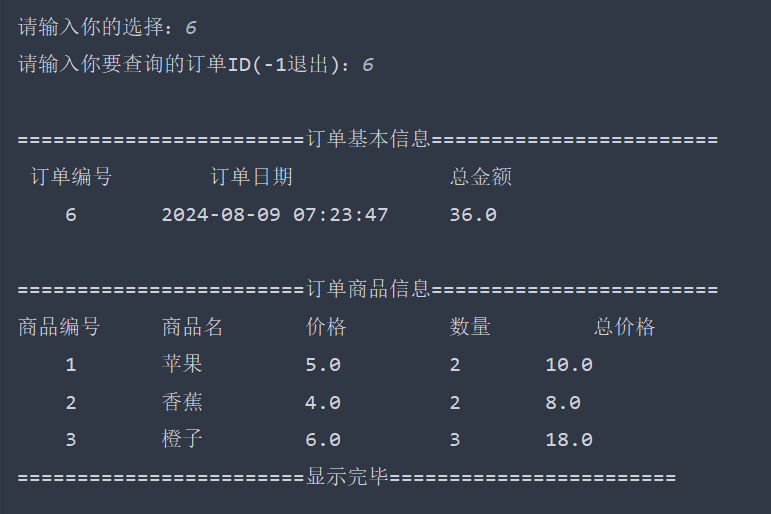 请输入你的选择：6
请输入你要查询的订单ID(-1退出)：6
========================订单基本信息========================
订单编号 订单日期 总金额
6 2024-08-09 07:23:47 36.0
========================订单商品信息========================
商品编号 商品名 价格 数量 总价格
1 苹果 5.0 2 10.0
2 香蕉 4.0 2 8.0
3 橙子 6.0 3 18.0
========================显示完毕========================